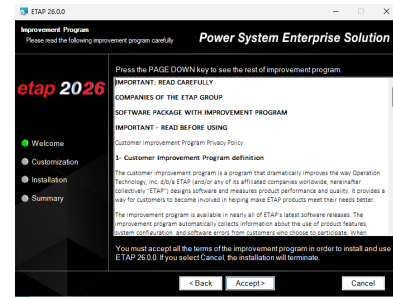 ETAP 26.0.0
Improvement Program
Please read the following improvement program carefully
Power System Enterprise Solution
Press the PAGE DOWN key to see the rest of improvement program.
etap 2026
Welcome
Customization
Installation
Summary
IMPORTANT: READ CAREFULLY
COMPANIES OF THE ETAP GROUP
SOFTWARE PACKAGE WITH IMPROVEMENT PROGRAM
IMPORTANT - READ BEFORE USING
Customer Improvement Program Privacy Policy
1- Customer Improvement Program definition
The customer improvement program is a program that dramatically improves the way Operation
Technology, Inc. d/b/a ETAP (and/or any of its affiliated companies worldwide, hereinafter
collectively "ETAP") designs software and measures product performance and quality. It provides a
way for customers to become involved in helping make ETAP products meet their needs better.
The improvement program is available in nearly all of ETAP's latest software releases. The
improvement program automatically collects information about the use of product features,
system configuration, and software errors from customers who choose to participate. When
You must accept all the terms of the improvement program in order to install and use
ETAP 26.0.0. If you select Cancel, the installation will terminate.
< Back
Accept >
Cancel